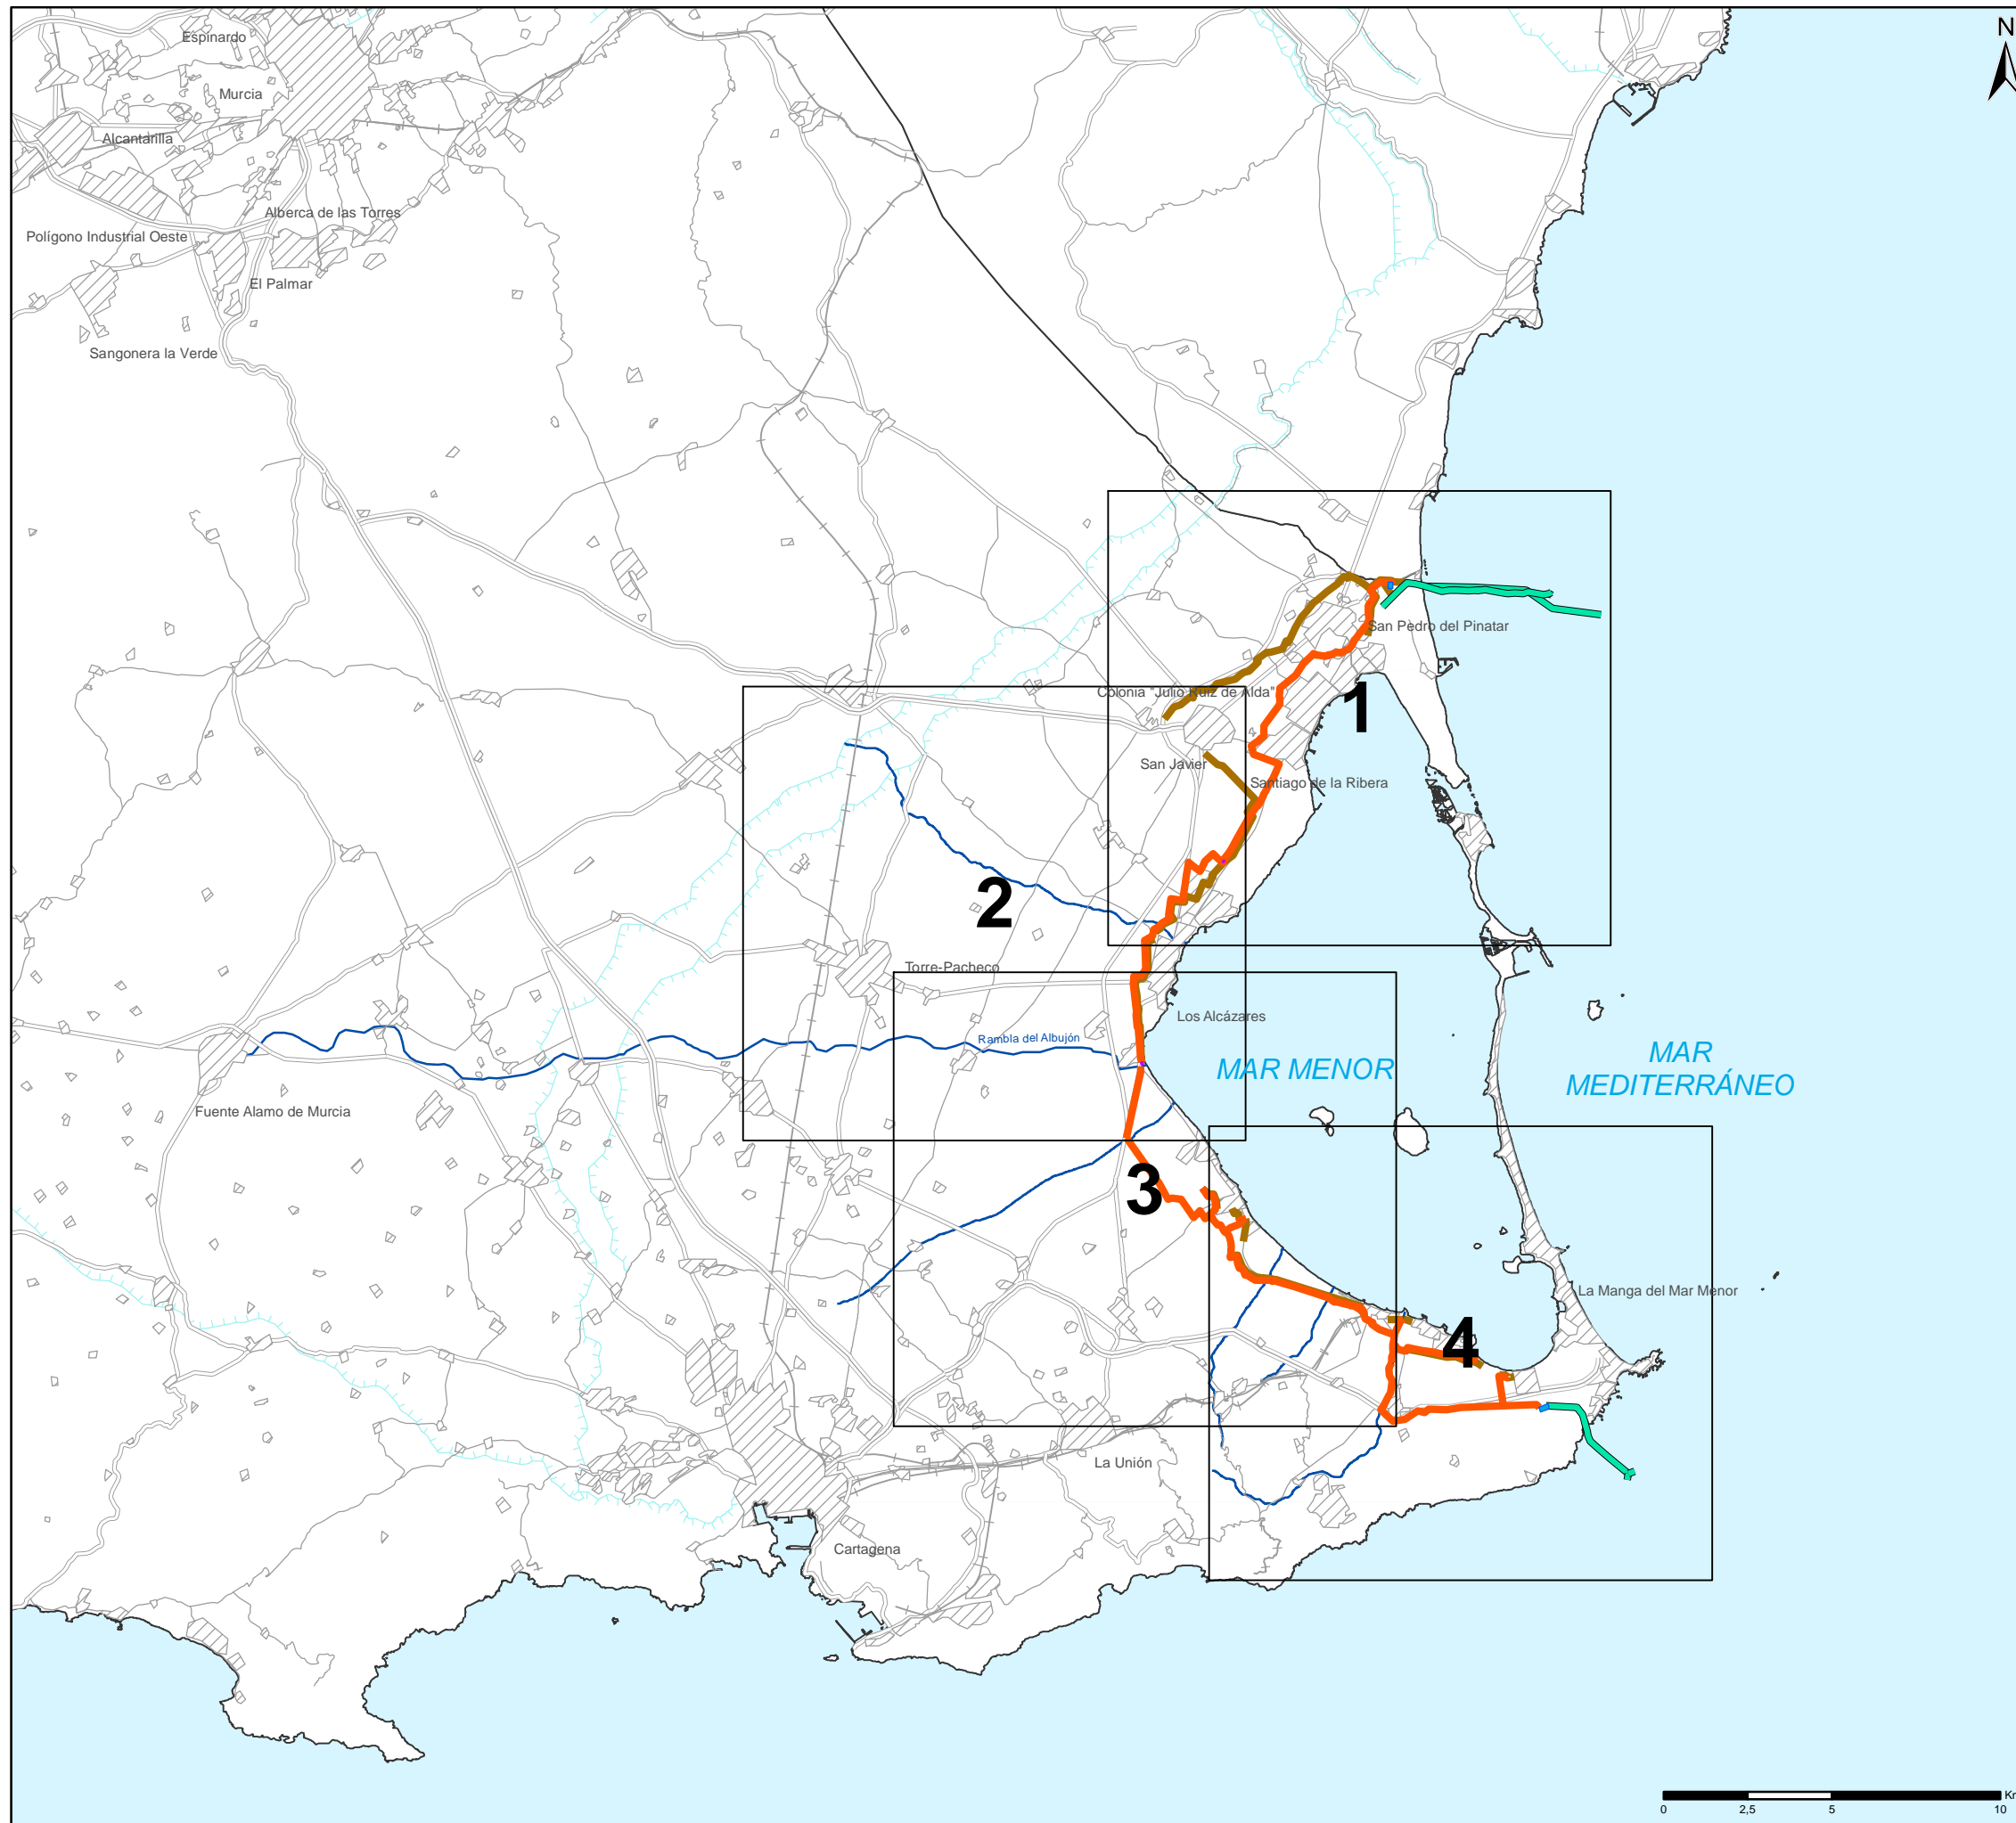 N
Espinardo
Murcia
Alcantarilla
Alberca de las Torres
Polígono Industrial Oeste
El Palmar
Sangonera la Verde
San Pedro del Pinatar
Colonia "Julio Ruiz de Alda"
1
San Javier
Santiago de la Ribera
2
Torre-Pacheco
Los Alcázares
Rambla del Albujón
MAR MENOR
MAR
MEDITERRÁNEO
Fuente Alamo de Murcia
3
La Manga del Mar Menor
4
La Unión
Cartagena
0
2,5
5
10